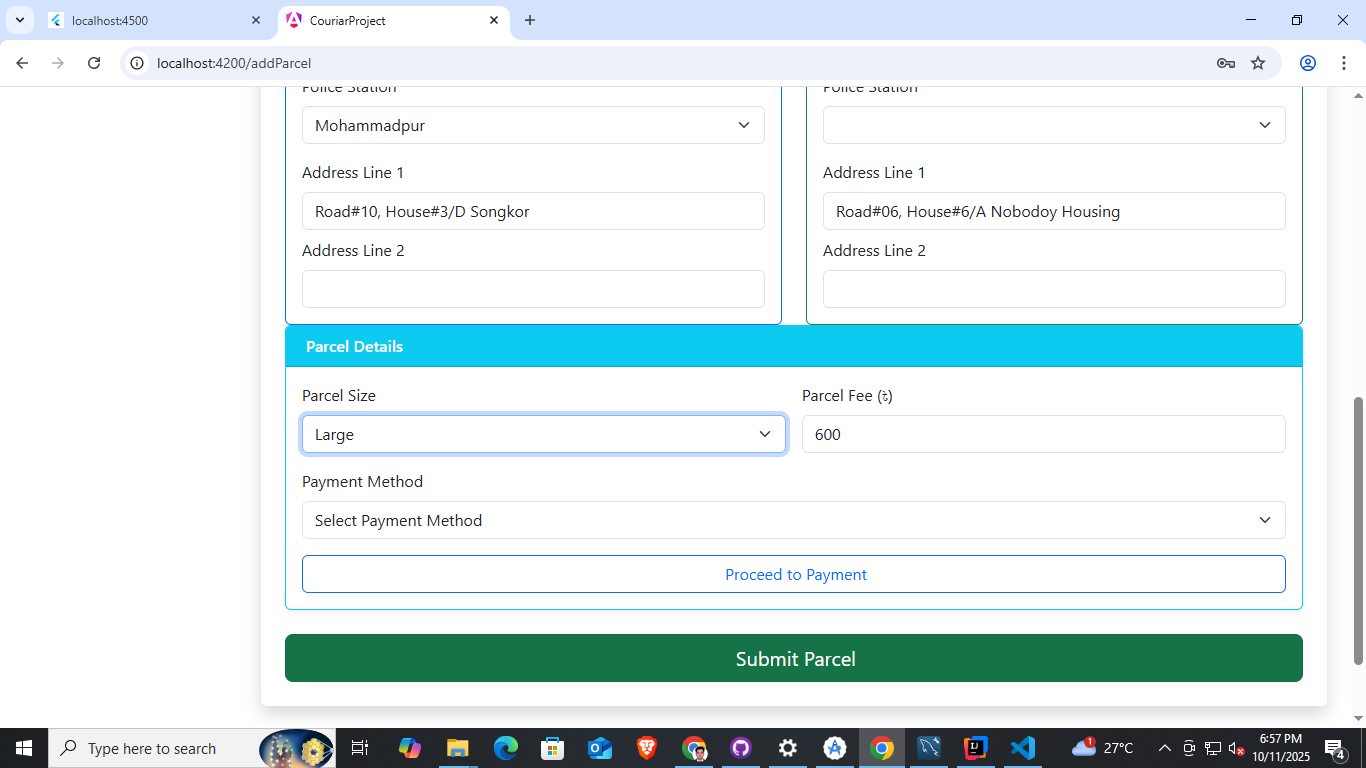 localhost:4500
CouriarProject
localhost:4200/addParcel
Police Station
Police Station
Mohammadpur
Address Line 1
Address Line 1
Road#10, House#3/D Songkor
Road#06, House#6/A Nobodoy Housing
Address Line 2
Address Line 2
Parcel Details
Parcel Size
Parcel Fee (৳)
Large
600
Payment Method
Select Payment Method
Proceed to Payment
Submit Parcel
Type here to search
1
27°C
6:57 PM
10/11/2025
4